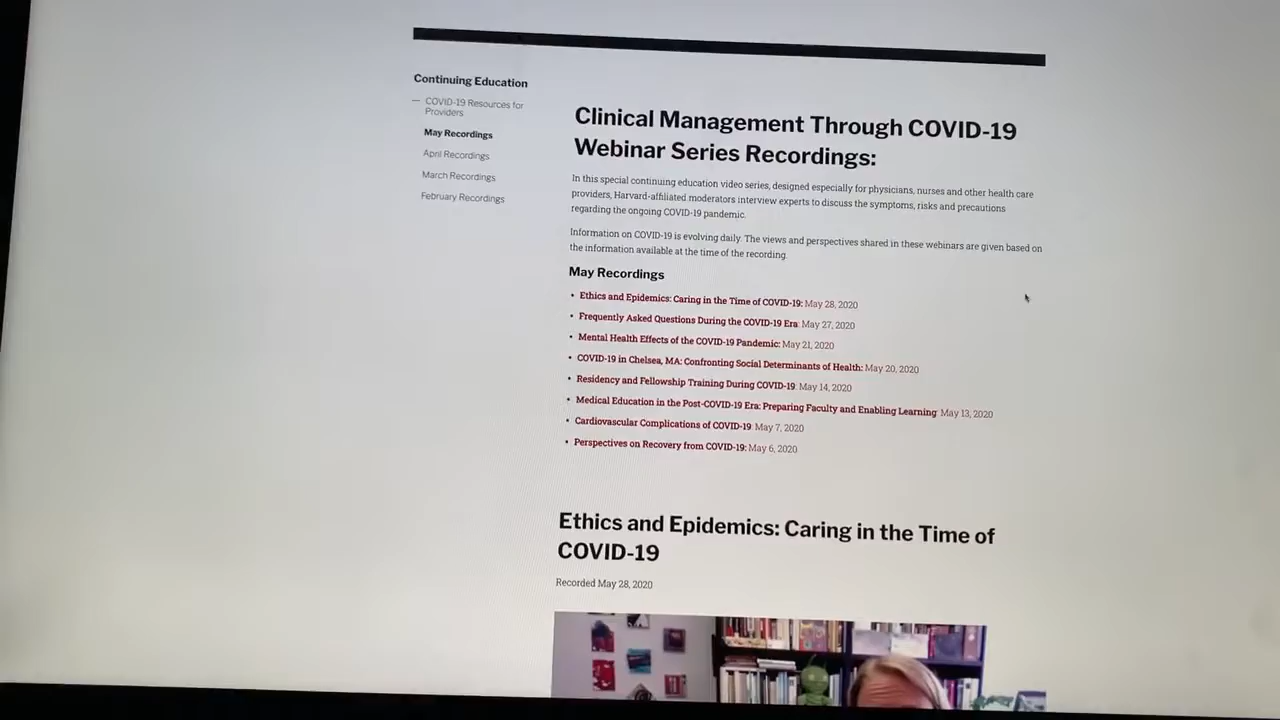 Continuing Education
— COVID-19 Resources for
Providers
May Recordings
April Recordings
March Recordings
February Recordings
Clinical Management Through COVID-19
Webinar Series Recordings:
In this special continuing education video series, designed especially for physicians, nurses and other health care
providers, Harvard-affiliated moderators interview experts to discuss the symptoms, risks and precautions
regarding the ongoing COVID-19 pandemic.
Information on COVID-19 is evolving daily. The views and perspectives shared in these webinars are given based on
the information available at the time of the recording.
May Recordings
• Ethics and Epidemics: Caring in the Time of COVID-19: May 28, 2020
• Frequently Asked Questions During the COVID-19 Era: May 27, 2020
• Mental Health Effects of the COVID-19 Pandemic: May 21, 2020
• COVID-19 in Chelsea, MA: Confronting Social Determinants of Health: May 20, 2020
• Residency and Fellowship Training During COVID-19: May 14, 2020
• Medical Education in the Post-COVID-19 Era: Preparing Faculty and Enabling Learning: May 13, 2020
• Cardiovascular Complications of COVID-19: May 7, 2020
• Perspectives on Recovery from COVID-19: May 6, 2020
Ethics and Epidemics: Caring in the Time of
COVID-19
Recorded May 28, 2020